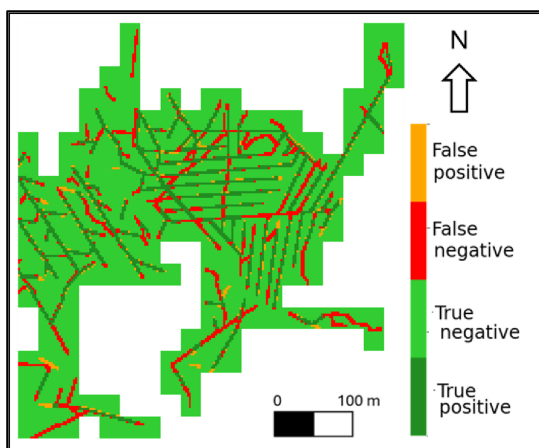 N
False
positive
False
negative
True
negative
True
positive
0 100 m